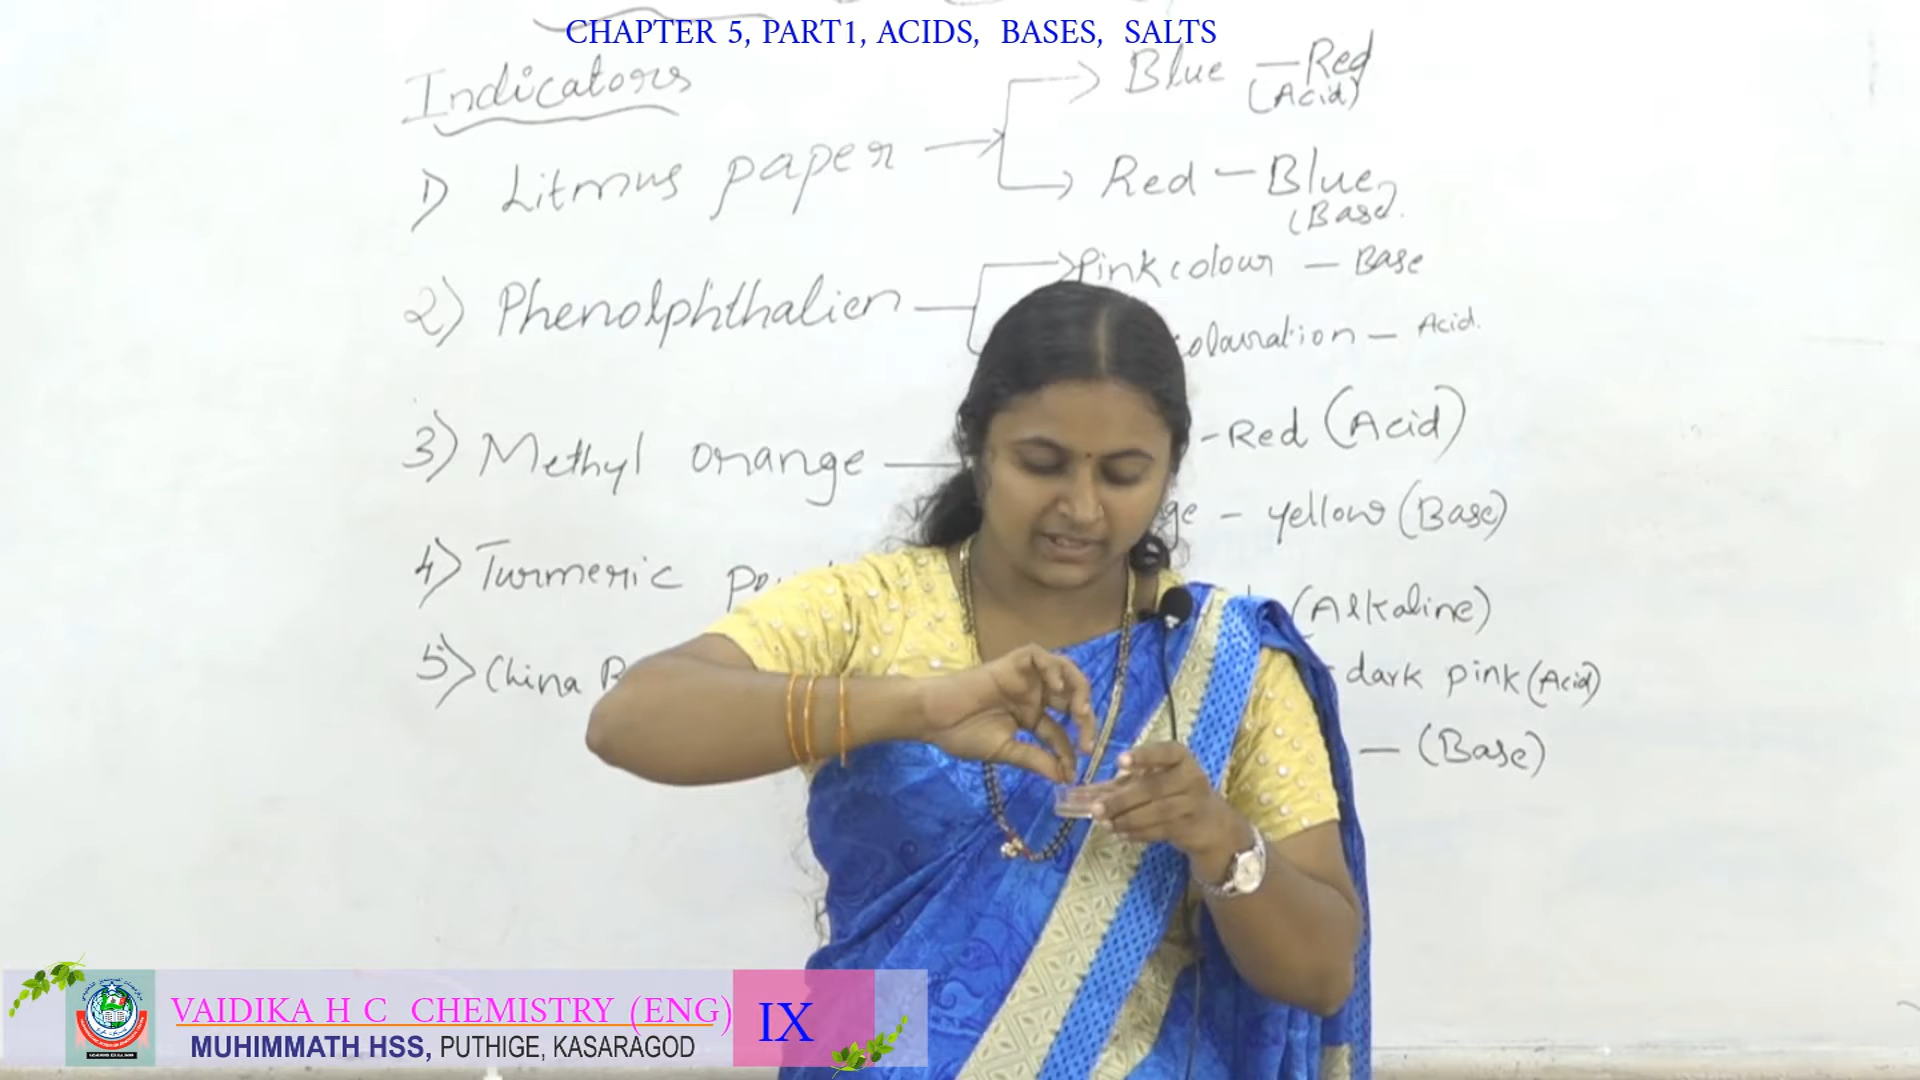 CHAPTER 5, PART1, ACIDS, BASES, SALTS
Indicators
Blue — Red
(Acid)
1) Litmus paper
Red — Blue
(Base)
2) Phenolphthalien
Pink colour — Base
colouration — Acid.
3) Methyl orange
- Red (Acid)
- yellow (Base)
4) Turmeric
(Alkaline)
5) China
- dark pink (Acid)
— (Base)
VAIDIKA H C CHEMISTRY (ENG)
IX
MUHIMMATH HSS, PUTHIGE, KASARAGOD